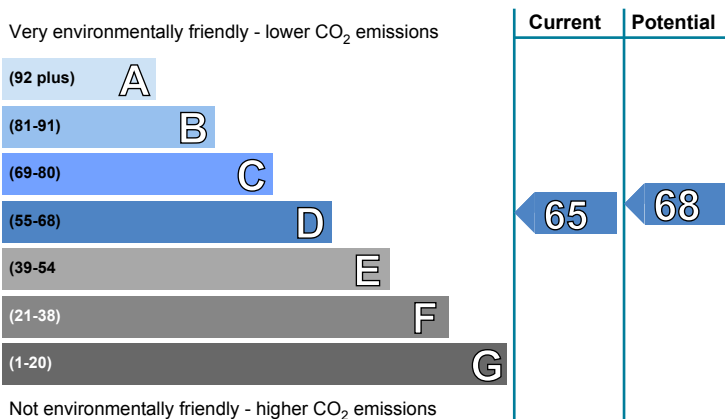 Very environmentally friendly - lower CO2 emissions
Current
Potential
(92 plus) A
(81-91) B
(69-80) C
(55-68) D
(39-54 E
(21-38) F
(1-20) G
65
68
Not environmentally friendly - higher CO2 emissions